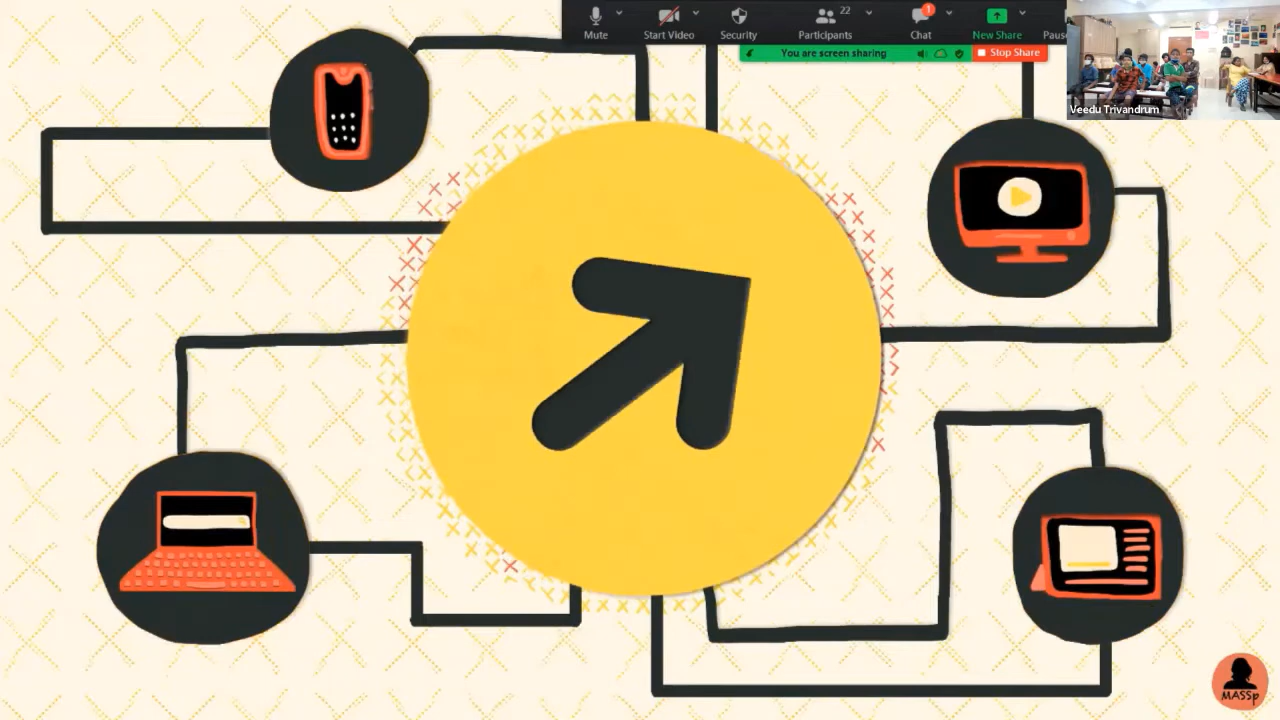 22
1
Mute
Start Video
Security
Participants
Chat
New Share
Paus
You are screen sharing
Stop Share
Veedu Trivandrum
MASSp